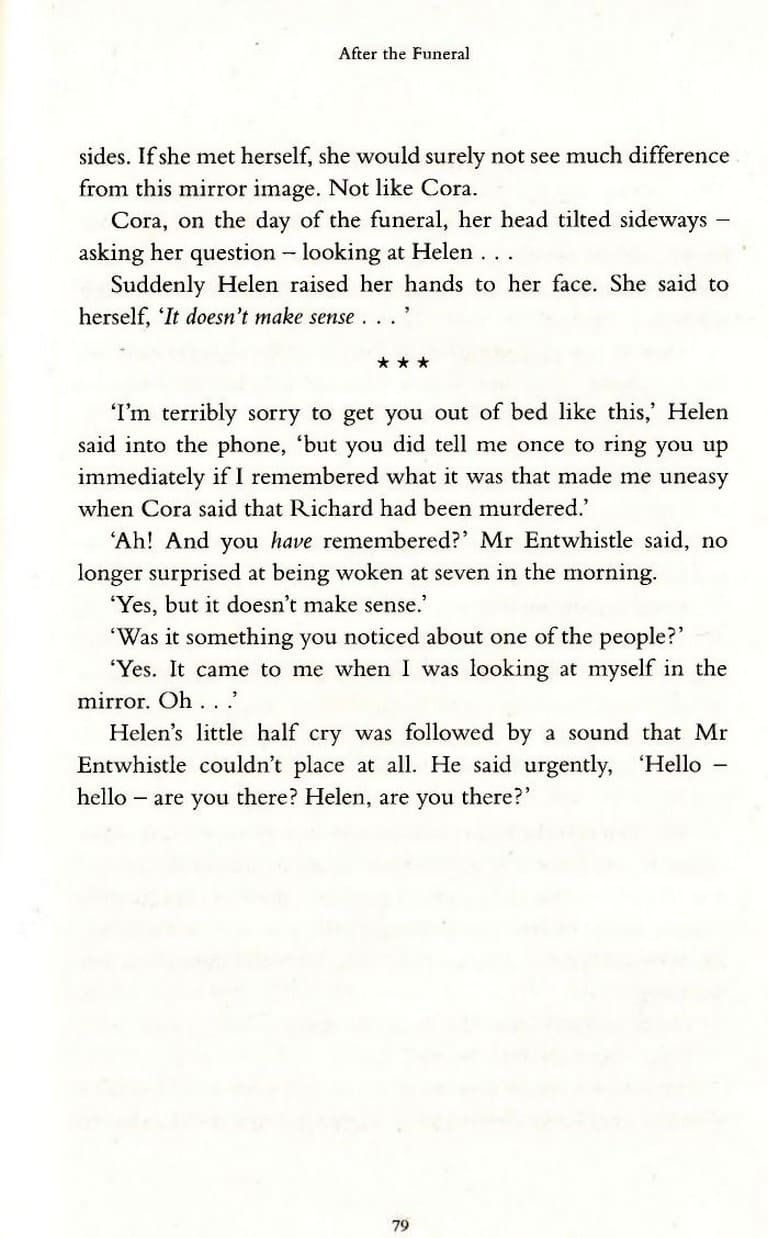 After the Funeral
sides. If she met herself, she would surely not see much difference
from this mirror image. Not like Cora.
Cora, on the day of the funeral, her head tilted sideways –
asking her question – looking at Helen . . .
Suddenly Helen raised her hands to her face. She said to
herself, ‘It doesn’t make sense . . . ’
★ ★ ★
‘I’m terribly sorry to get you out of bed like this,’ Helen
said into the phone, ‘but you did tell me once to ring you up
immediately if I remembered what it was that made me uneasy
when Cora said that Richard had been murdered.’
‘Ah! And you have remembered?’ Mr Entwhistle said, no
longer surprised at being woken at seven in the morning.
‘Yes, but it doesn’t make sense.’
‘Was it something you noticed about one of the people?’
‘Yes. It came to me when I was looking at myself in the
mirror. Oh . . .’
Helen’s little half cry was followed by a sound that Mr
Entwhistle couldn’t place at all. He said urgently, ‘Hello –
hello – are you there? Helen, are you there?’
79